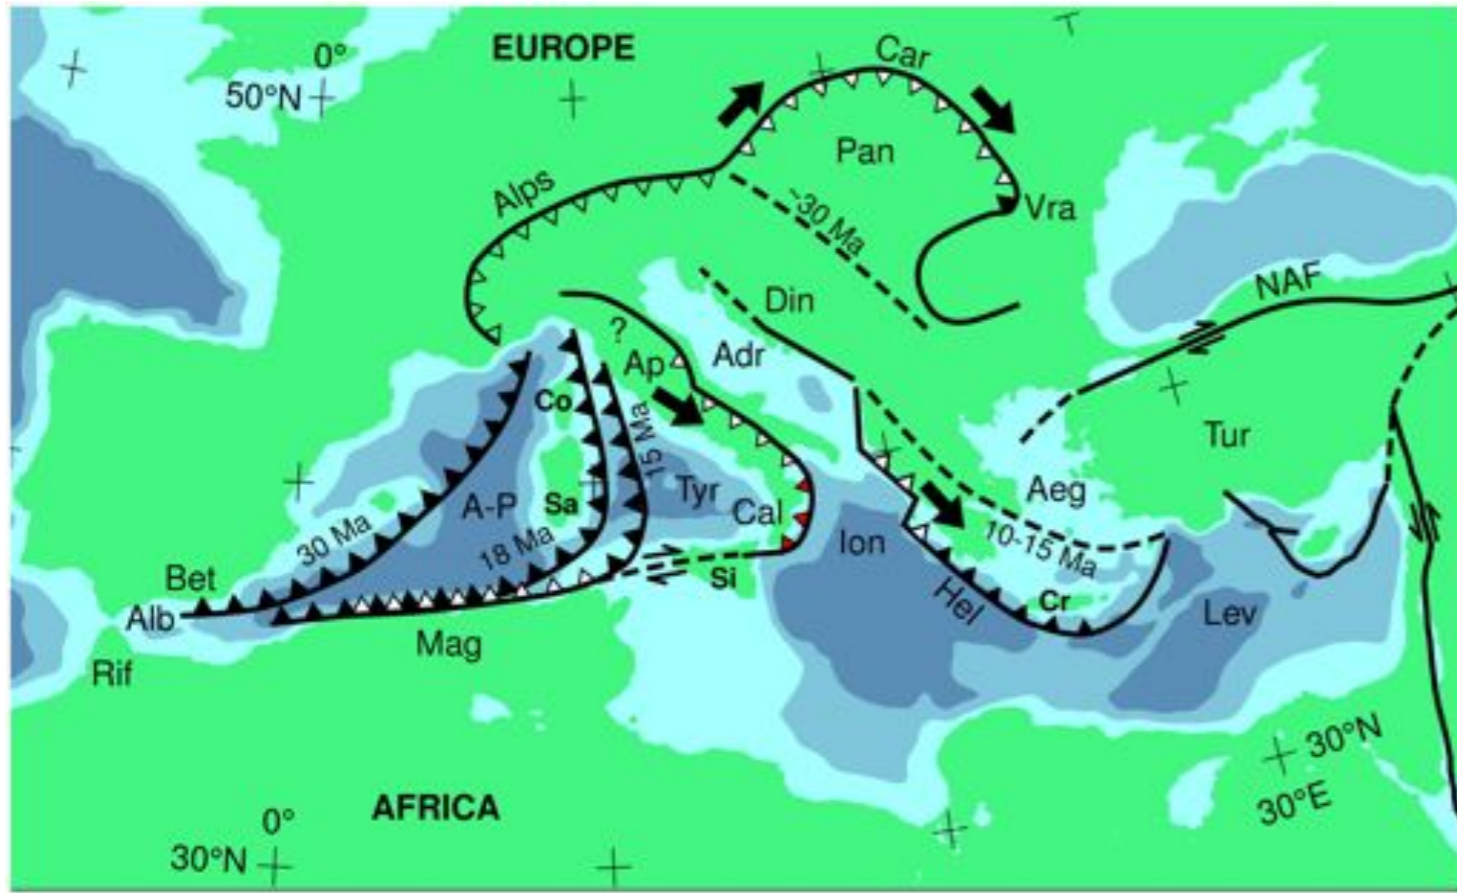 EUROPE
Car
0°
50°N
Pan
Alps
~30 Ma
Vra
NAF
Din
?
Ap
Adr
Tur
Co
15 Ma
Sa
A-P
Tyr
Cal
Aeg
30 Ma
18 Ma
Ion
10-15 Ma
Bet
Si
Hel
Cr
Alb
Lev
Mag
Rif
30°N
30°E
AFRICA
0°
30°N